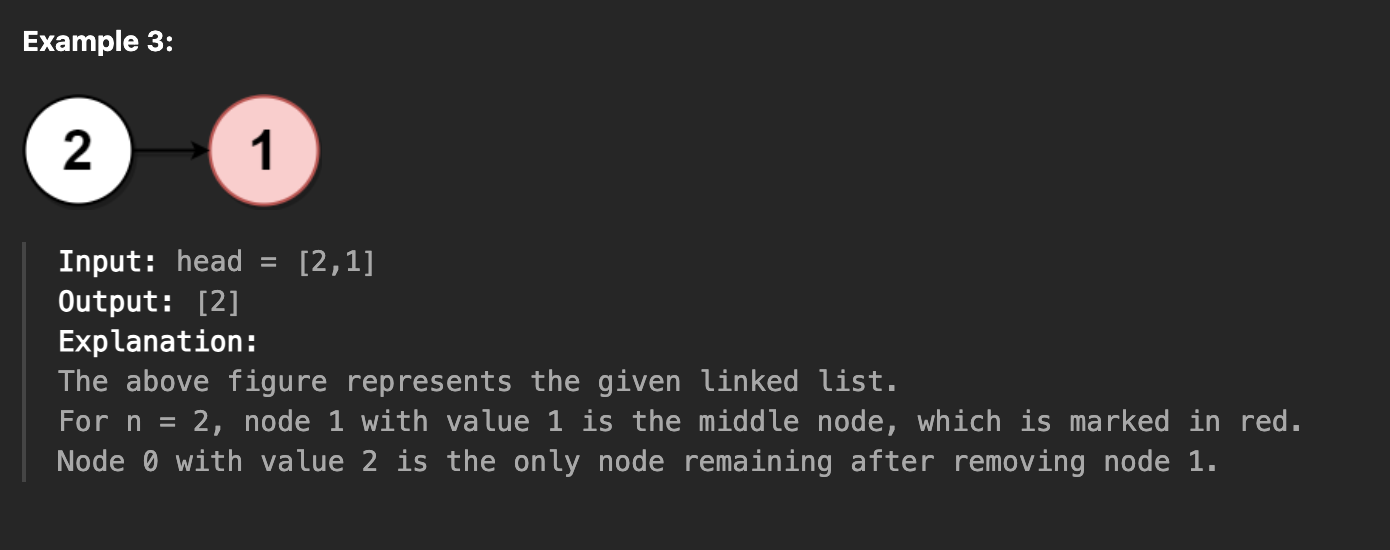 Example 3:
2
1
Input: head = [2,1]
Output: [2]
Explanation:
The above figure represents the given linked list.
For n = 2, node 1 with value 1 is the middle node, which is marked in red.
Node 0 with value 2 is the only node remaining after removing node 1.